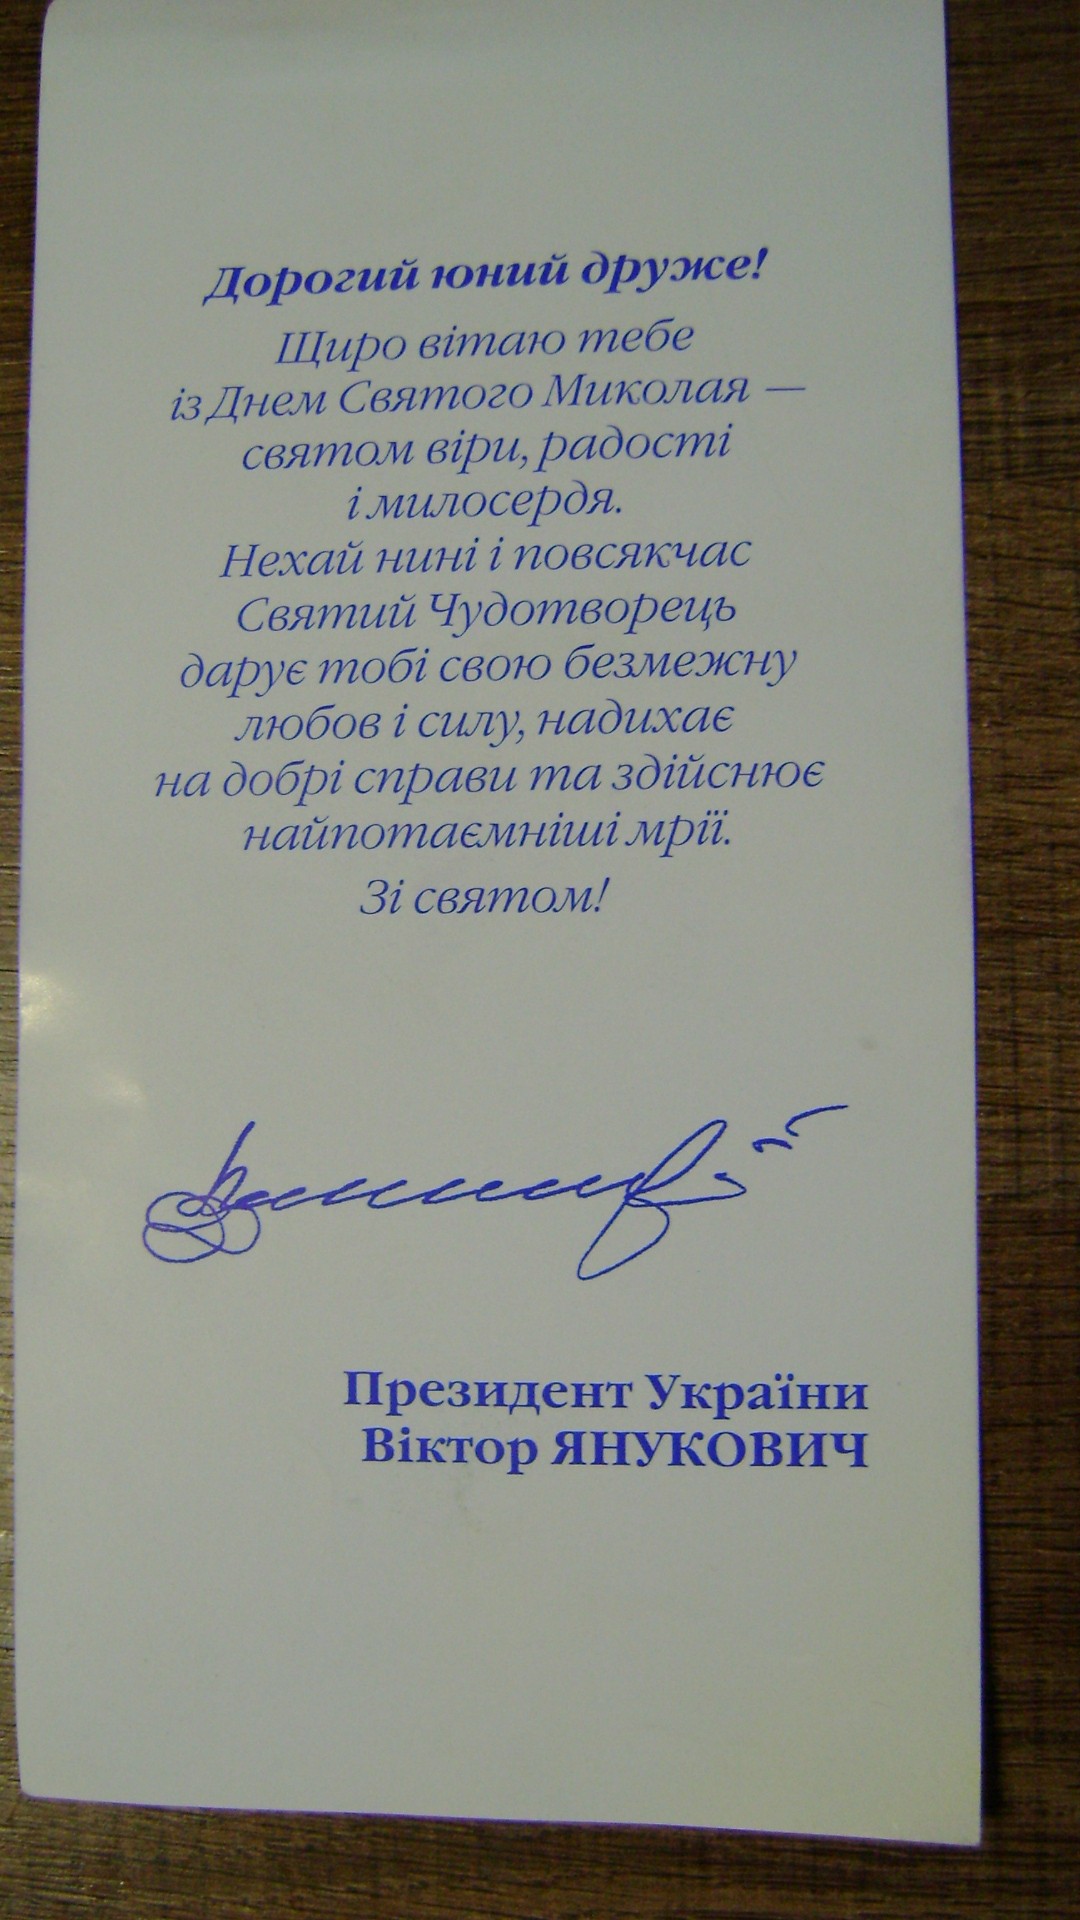 Дорогий юний друже!
Щиро вітаю тебе
із Днем Святого Миколая —
святом віри, радості
і милосердя.
Нехай нині і повсякчас
Святий Чудотворець
дарує тобі свою безмежну
любов і силу, надихає
на добрі справи та здійснює
найпотаємніші мрії.
Зі святом!
Президент України
Віктор ЯНУКОВИЧ